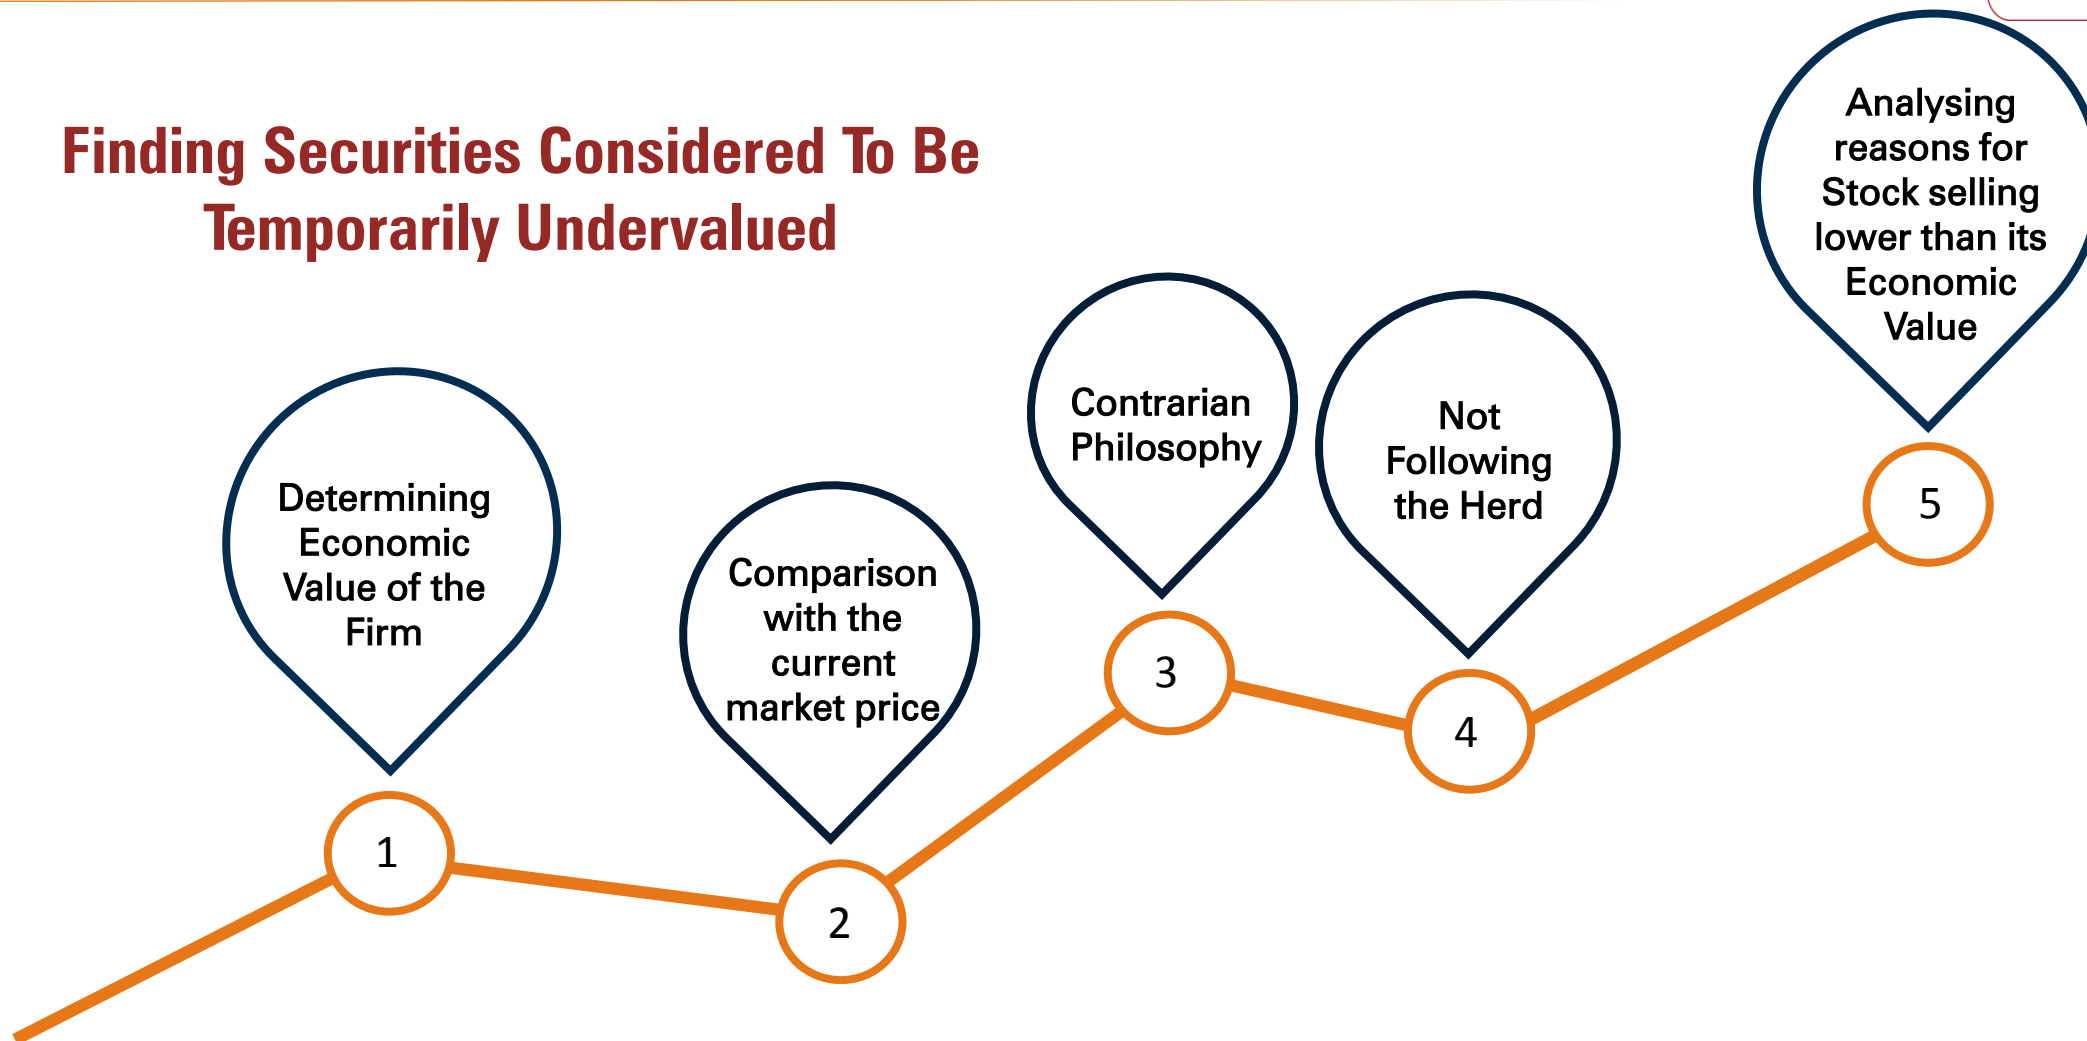 Finding Securities Considered To Be
Temporarily Undervalued
Determining
Economic
Value of the
Firm
1
Comparison
with the
current
market price
2
Contrarian
Philosophy
3
Not
Following
the Herd
4
Analysing
reasons for
Stock selling
lower than its
Economic
Value
5